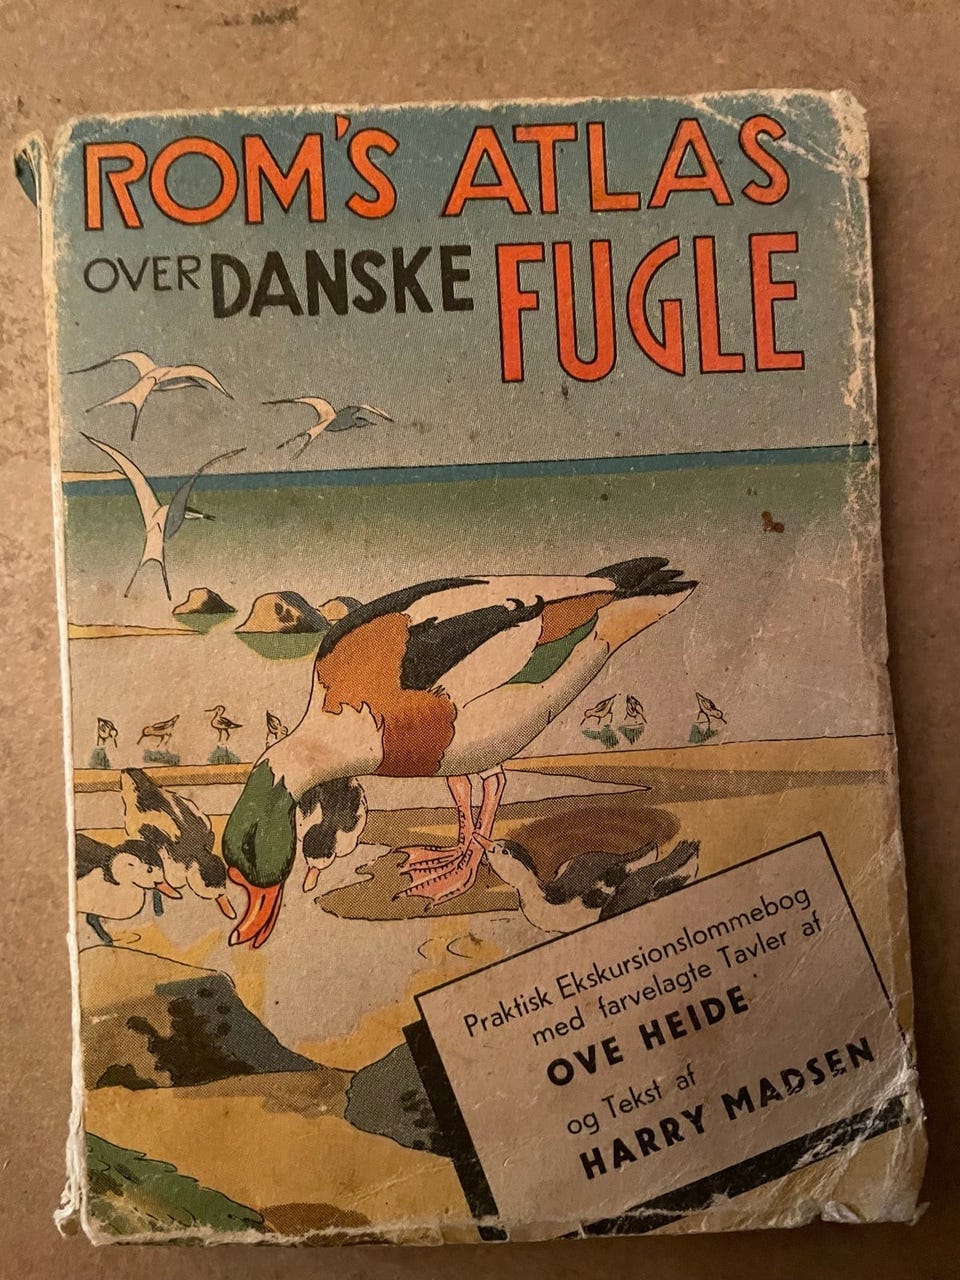 ROM'S ATLAS
OVER DANSKE FUGLE
Praktisk Ekskursionslommebog
med farvelagte Tavler af
OVE HEIDE
og Tekst af
HARRY MADSEN